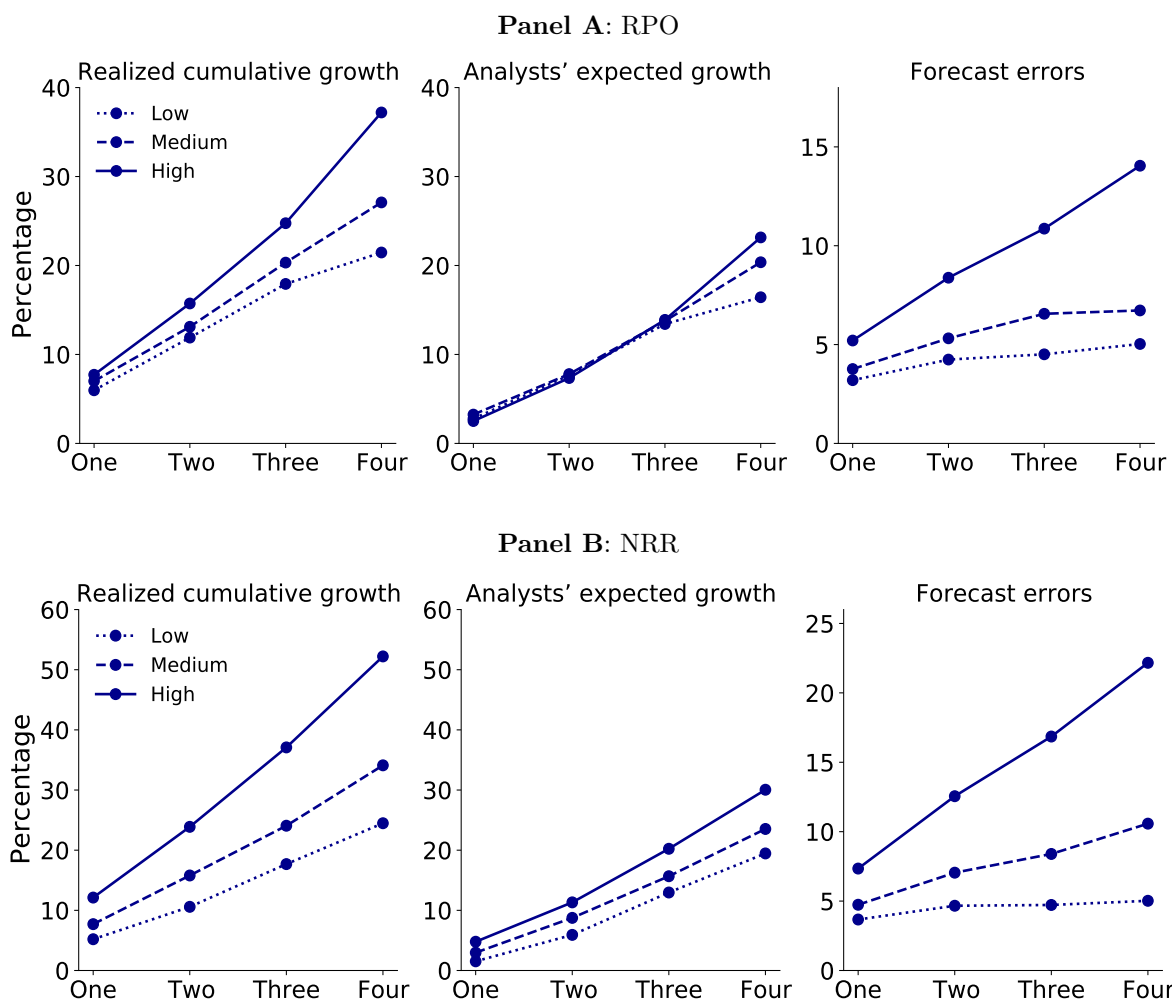 Panel A: RPO
Realized cumulative growth
Analysts’ expected growth
Forecast errors
Percentage
40
30
20
10
0
Low
Medium
High
One Two Three Four
40
30
20
10
0
One Two Three Four
15
10
5
0
One Two Three Four
Panel B: NRR
Realized cumulative growth
Analysts’ expected growth
Forecast errors
Percentage
60
50
40
30
20
10
0
Low
Medium
High
One Two Three Four
60
50
40
30
20
10
0
One Two Three Four
25
20
15
10
5
0
One Two Three Four